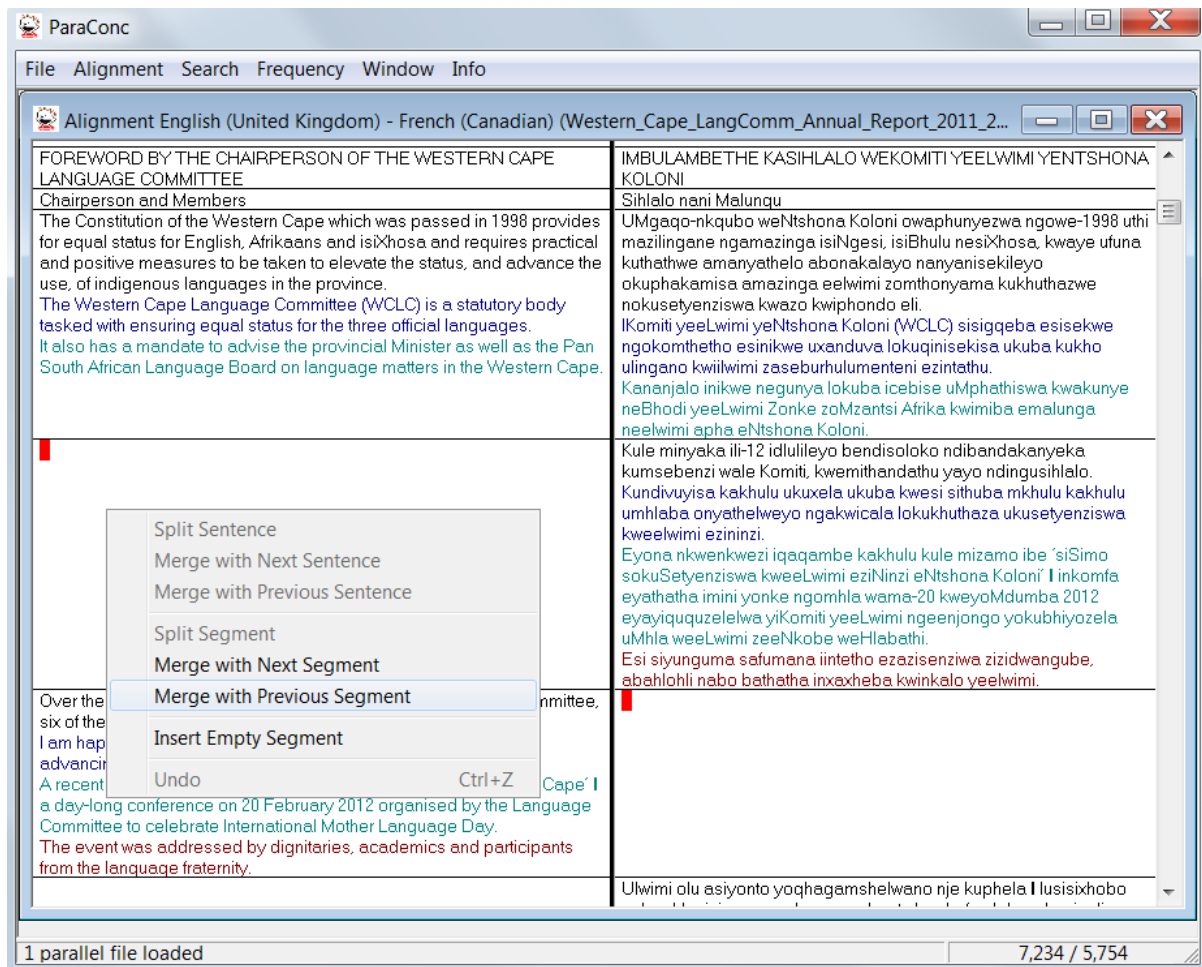 ParaConc
File Alignment Search Frequency Window Info
Alignment English (United Kingdom) - French (Canadian) (Western_Cape_LangComm_Annual_Report_2011_2...
FOREWORD BY THE CHAIRPERSON OF THE WESTERN CAPE
LANGUAGE COMMITTEE
Chairperson and Members
The Constitution of the Western Cape which was passed in 1998 provides
for equal status for English, Afrikaans and isiXhosa and requires practical
and positive measures to be taken to elevate the status, and advance the
use, of indigenous languages in the province.
The Western Cape Language Committee (WCLC) is a statutory body
tasked with ensuring equal status for the three official languages.
It also has a mandate to advise the provincial Minister as well as the Pan
South African Language Board on language matters in the Western Cape.
Split Sentence
Merge with Next Sentence
Merge with Previous Sentence
Split Segment
Merge with Next Segment
Merge with Previous Segment
Insert Empty Segment
Undo Ctrl+Z
Over the mmittee,
six of the
I am hap
advancin
A recent Cape´ I
a day-long conference on 20 February 2012 organised by the Language
Committee to celebrate International Mother Language Day.
The event was addressed by dignitaries, academics and participants
from the language fraternity.
IMBULAMBETHE KASIHLALO WEKOMITI YEELWIMI YENTSHONA
KOLONI
Sihlalo nani Malungu
UMgaqo-nkqubo weNtshona Koloni owaphunyezwa ngowe-1998 uthi
mazilingane ngamazinga isiNgesi, isiBhulu nesiXhosa, kwaye ufuna
kuthathwe amanyathelo abonakalayo nanyanisekileyo
okuphakamisa amazinga eelwimi zomthonyama kukhuthazwe
nokusetyenziswa kwazo kwiphondo eli.
IKomiti yeeLwimi yeNtshona Koloni (WCLC) sisigqeba esisekwe
ngokomthetho esinikwe uxanduva lokuqinisekisa ukuba kukho
ulingano kwiilwimi zaseburhulumenteni ezintathu.
Kananjalo inikwe negunya lokuba icebise uMphathiswa kwakunye
neBhodi yeeLwimi Zonke zoMzantsi Afrika kwimiba emalunga
neelwimi apha eNtshona Koloni.
Kule minyaka ili-12 idlulileyo bendisoloko ndibandakanyeka
kumsebenzi wale Komiti, kwemithandathu yayo ndingusihlalo.
Kundivuyisa kakhulu ukuxela ukuba kwesi sithuba mkhulu kakhulu
umhlaba onyathelweyo ngakwicala lokukhuthaza ukusetyenziswa
kweelwimi ezininzi.
Eyona nkwenkwezi iqaqambe kakhulu kule mizamo ibe ´siSimo
sokuSetyenziswa kweeLwimi eziNinzi eNtshona Koloni´ I inkomfa
eyathatha imini yonke ngomhla wama-20 kweyoMdumba 2012
eyayiququzelelwa yiKomiti yeeLwimi ngeenjongo yokubhiyozela
uMhla weeLwimi zeeNkobe weHlabathi.
Esi siyunguma safumana iintetho ezazisenziwa zizidwangube,
abahlohli nabo bathatha inxaxheba kwinkalo yeelwimi.
Ulwimi olu asiyonto yoqhagamshelwano nje kuphela I lusisixhobo
1 parallel file loaded
7,234 / 5,754